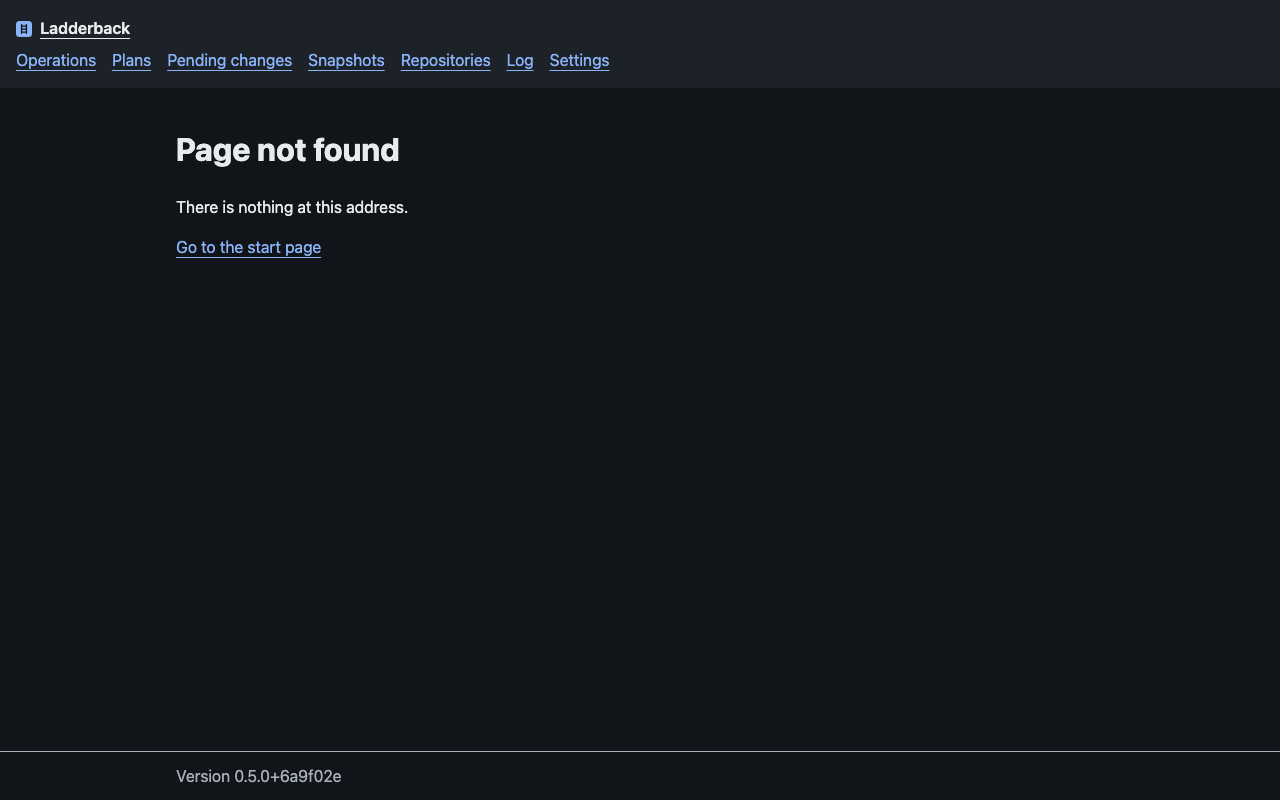 Ladderback
Operations Plans Pending changes Snapshots Repositories Log Settings
Page not found
There is nothing at this address.
Go to the start page
Version 0.5.0+6a9f02e